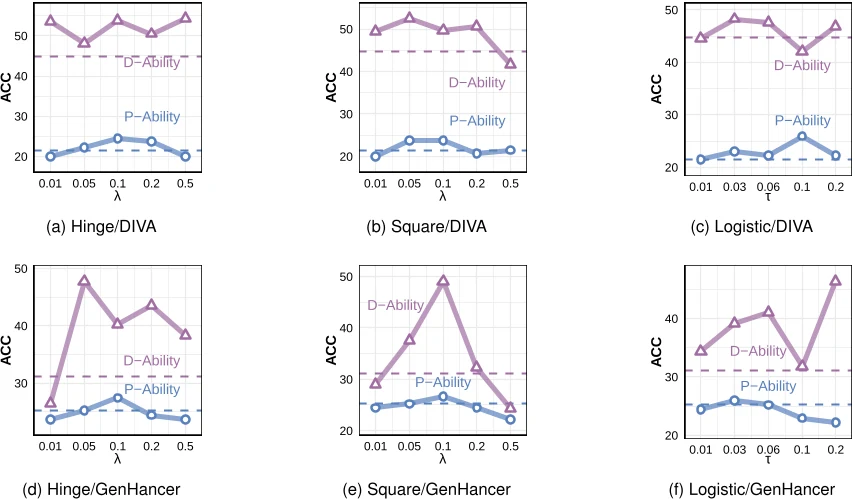 ACC
50
40
30
20
D−Ability
P−Ability
0.01 0.05 0.1 0.2 0.5
λ
(a) Hinge/DIVA
ACC
50
40
30
20
D−Ability
P−Ability
0.01 0.05 0.1 0.2 0.5
λ
(b) Square/DIVA
ACC
50
40
30
20
D−Ability
P−Ability
0.01 0.03 0.06 0.1 0.2
τ
(c) Logistic/DIVA
ACC
50
40
30
D−Ability
P−Ability
0.01 0.05 0.1 0.2 0.5
λ
(d) Hinge/GenHancer
ACC
50
40
30
20
D−Ability
P−Ability
0.01 0.05 0.1 0.2 0.5
λ
(e) Square/GenHancer
ACC
40
30
20
D−Ability
P−Ability
0.01 0.03 0.06 0.1 0.2
τ
(f) Logistic/GenHancer